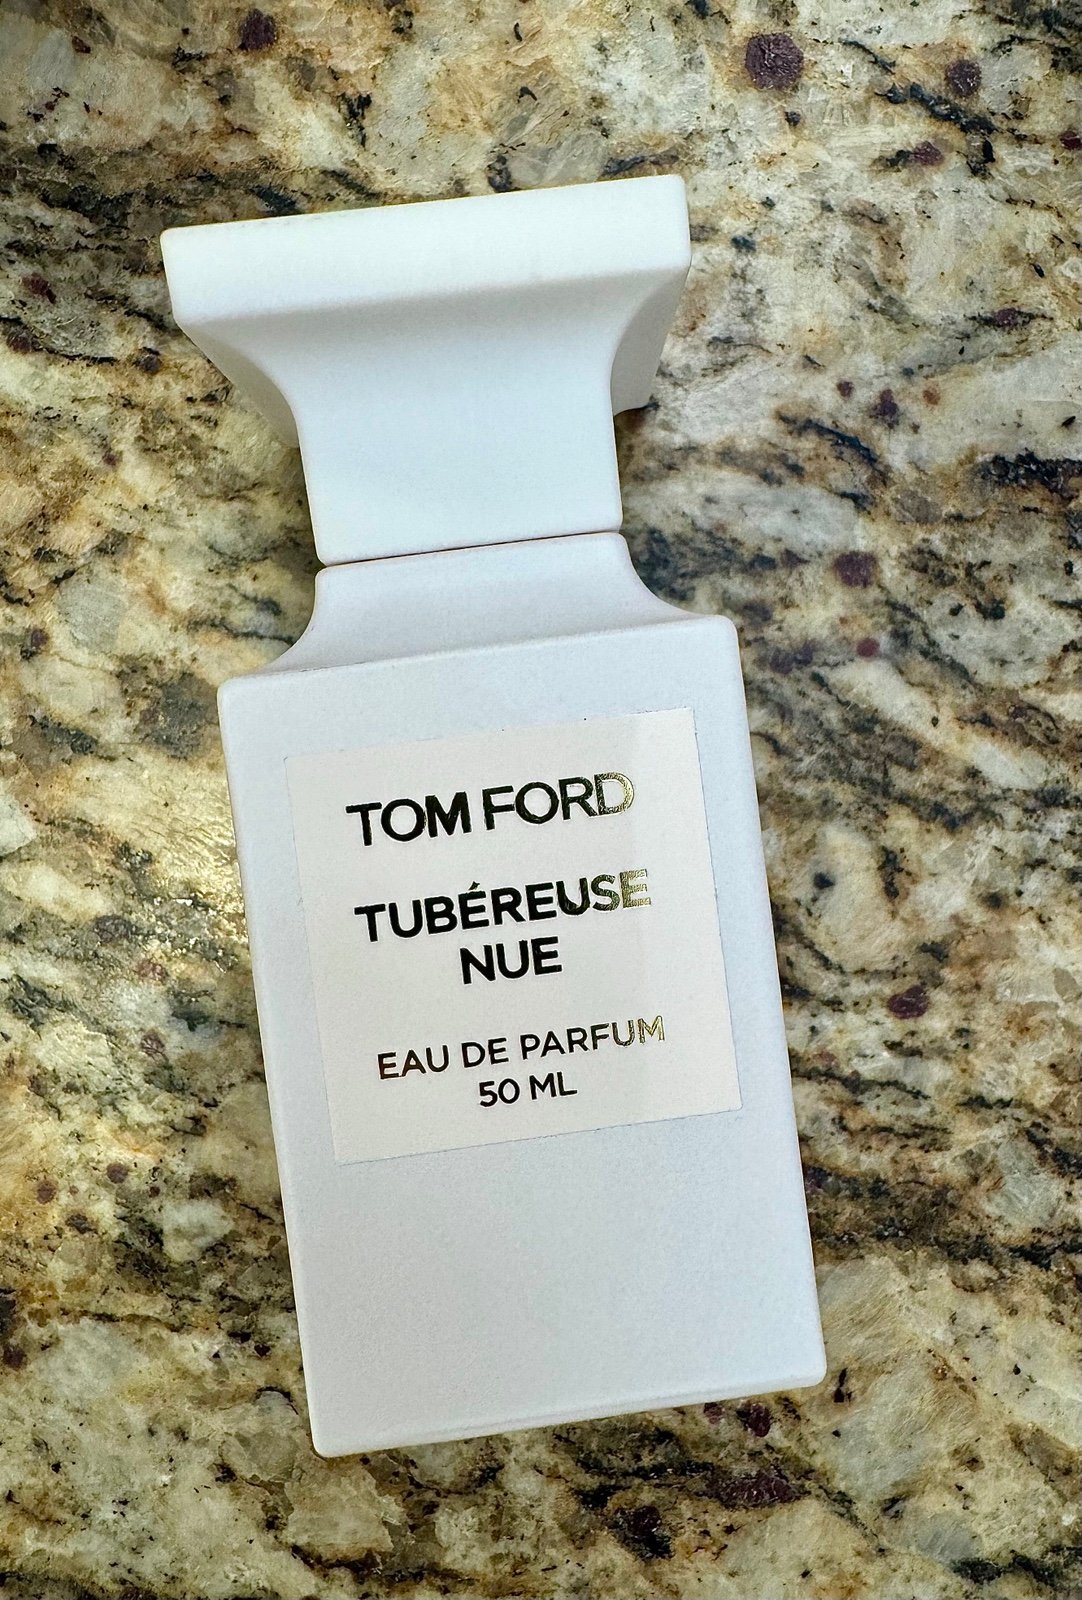 TOM FORD
TUBÉREUSE
NUE
EAU DE PARFUM
50 ML